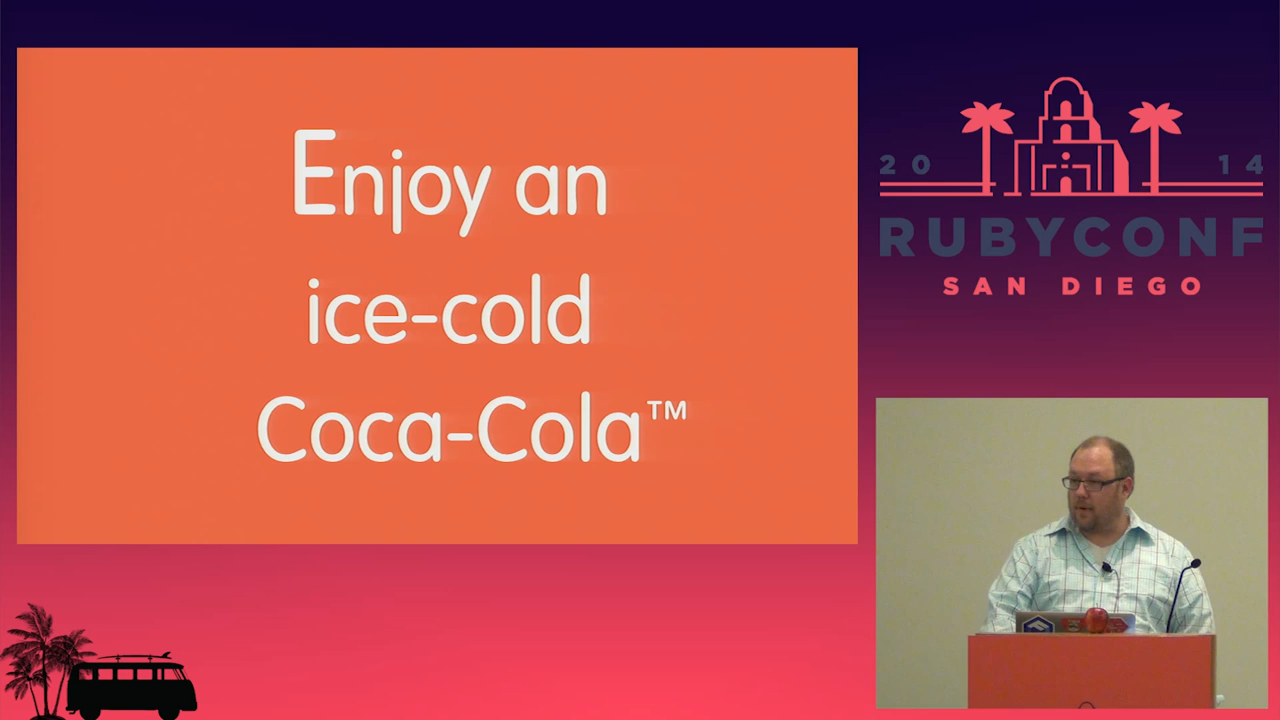 Enjoy an
ice-cold
Coca-Cola™
20 14
RUBYCONF
SAN DIEGO